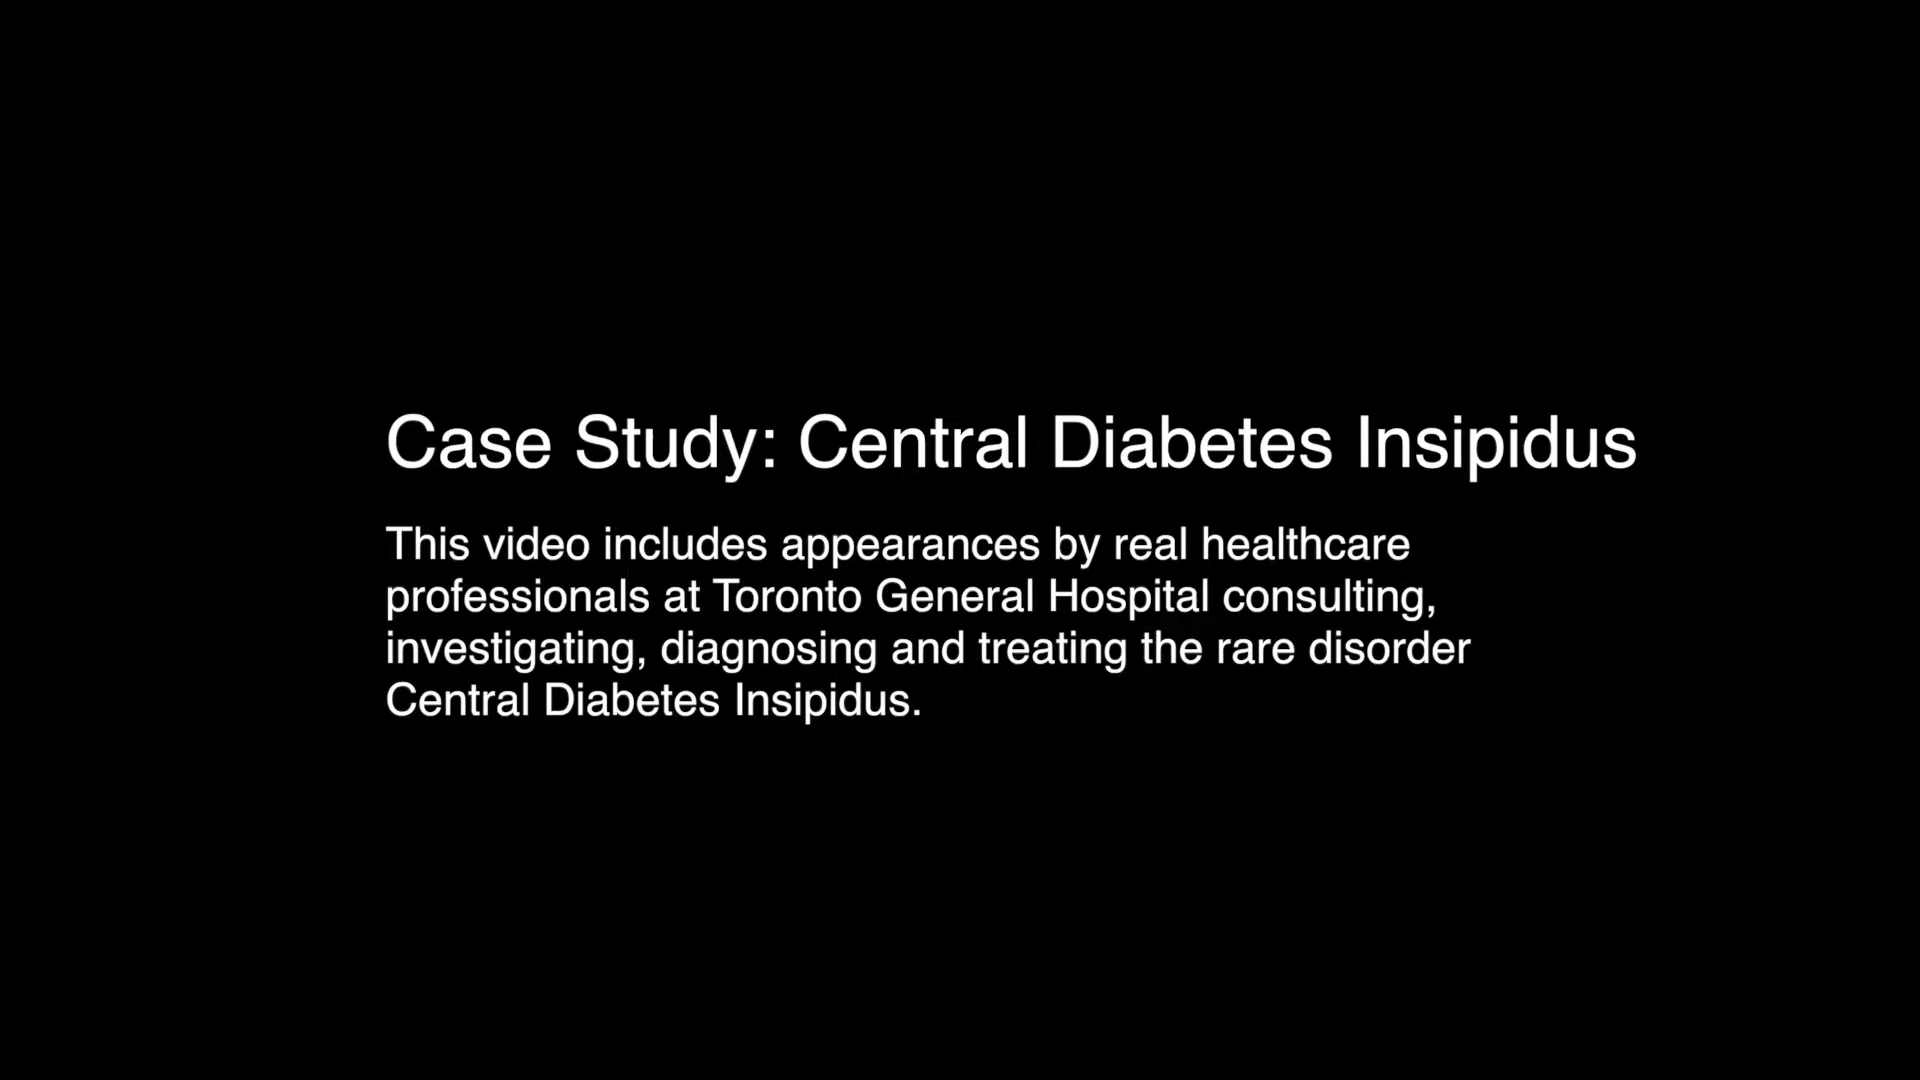 Case Study: Central Diabetes Insipidus
This video includes appearances by real healthcare
professionals at Toronto General Hospital consulting,
investigating, diagnosing and treating the rare disorder
Central Diabetes Insipidus.